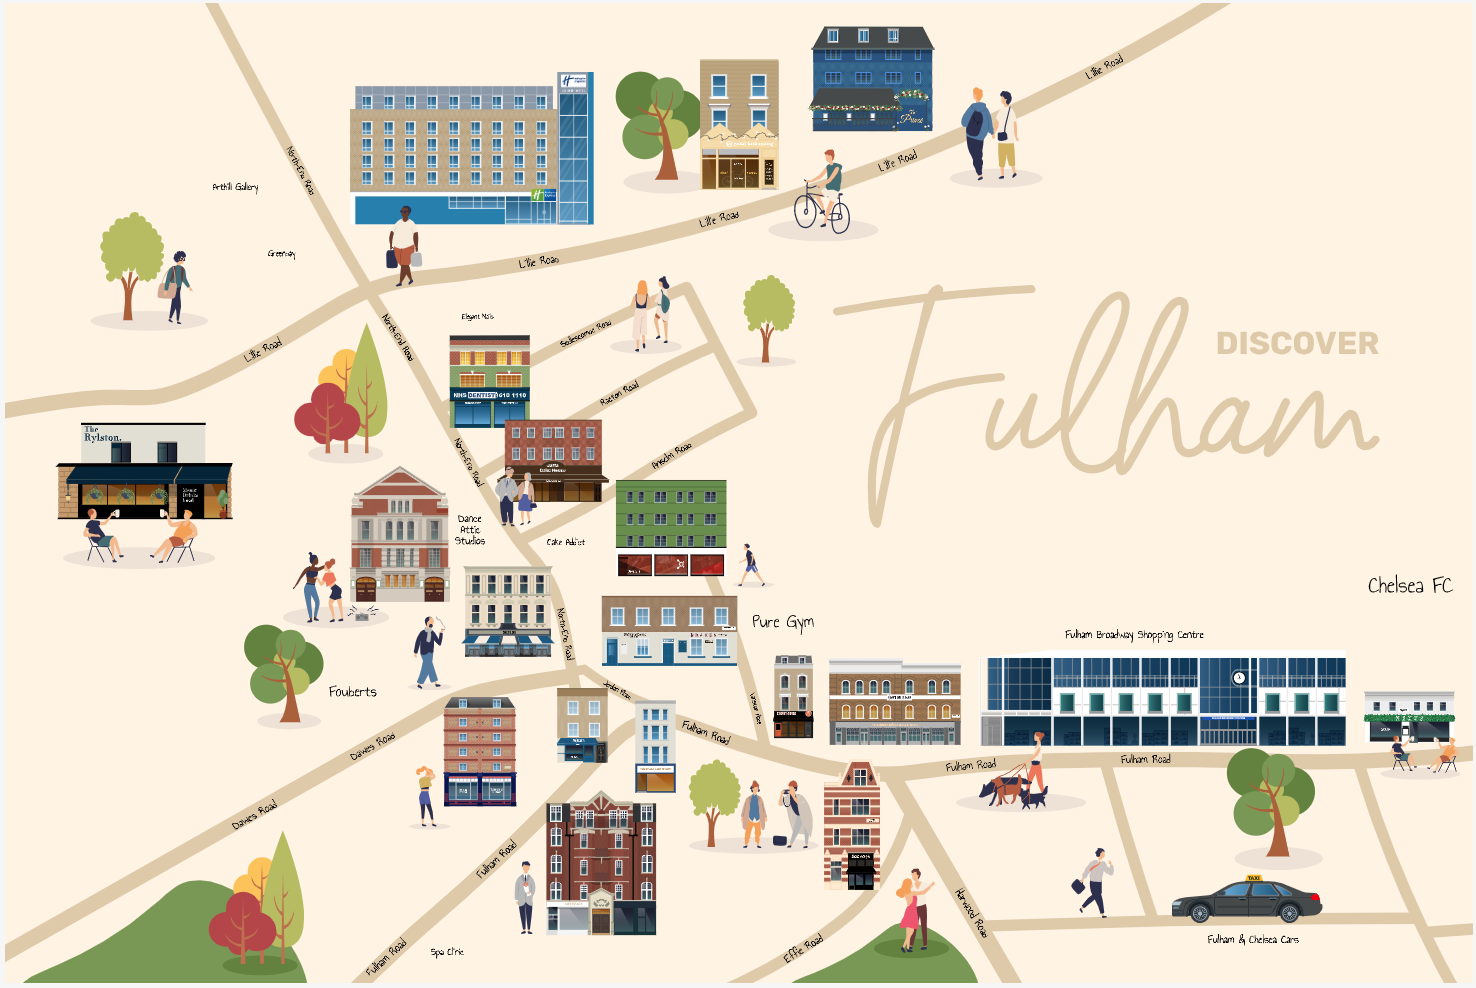 Lillie Road
The
Prince
North-End Road
Arthill Gallery
Lillie Road
Lillie Road
Greenway
Lillie Road
Elegant Nails
North-End Road
Sedlescombe Road
Lillie Road
DISCOVER
Fulham
NHS DENTIST
Racton Road
The
Rylston.
North-End Road
Anselm Road
Dance
Attic
Studios
Cake Addict
Chelsea FC
North-End Road
Pure Gym
Fulham Broadway Shopping Centre
Fouberts
Jerdan Place
Vanston Place
Fulham Road
Dawes Road
Fulham Road
Fulham Road
Dawes Road
Fulham Road
TAXI
Harwood Road
Effie Road
Fulham Road
Spa Clinic
Fulham & Chelsea Cars